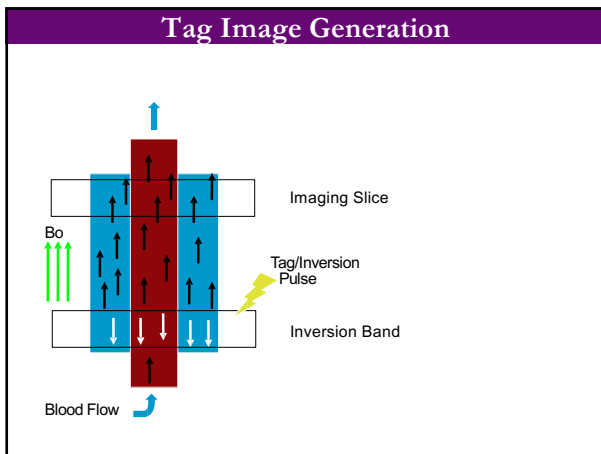 Tag Image Generation
Imaging Slice
Bo
Tag/Inversion
Pulse
Inversion Band
Blood Flow